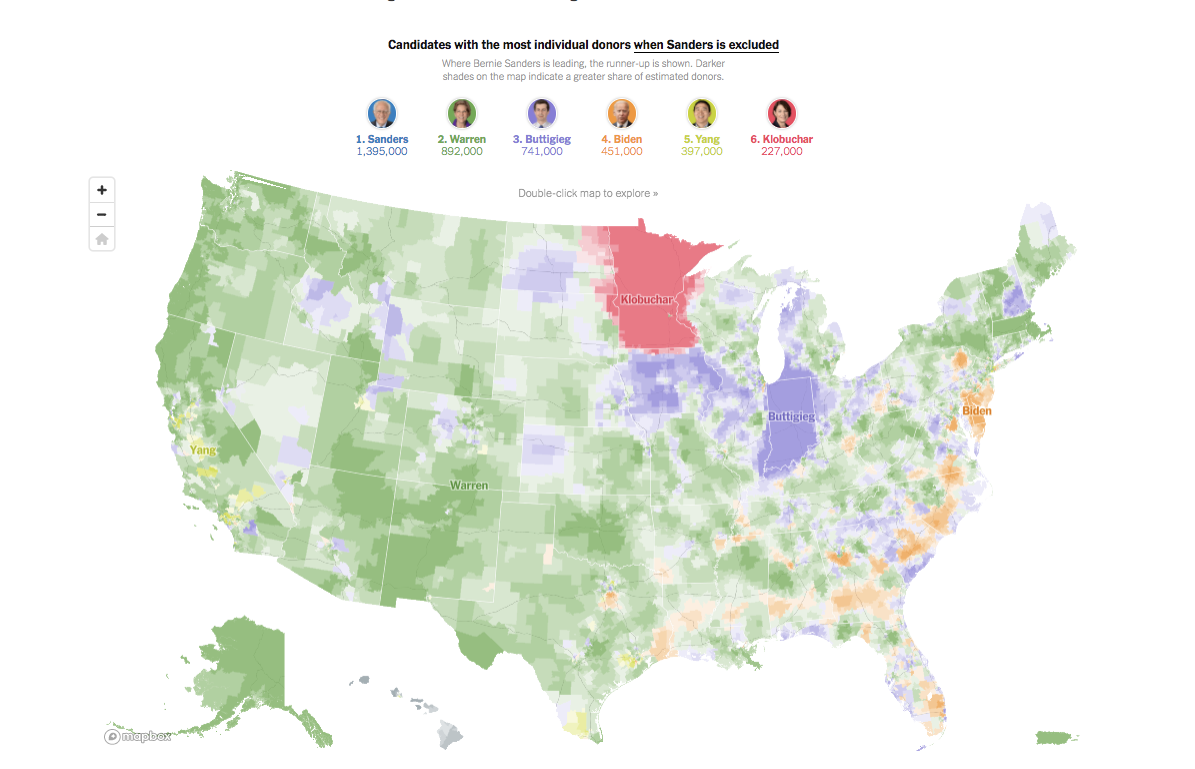 Candidates with the most individual donors when Sanders is excluded
Where Bernie Sanders is leading, the runner-up is shown. Darker
shades on the map indicate a greater share of estimated donors.
1. Sanders
1,395,000
2. Warren
892,000
3. Buttigieg
741,000
4. Biden
451,000
5. Yang
397,000
6. Klobuchar
227,000
+
−
Double-click map to explore »
Klobuchar
Buttigieg
Biden
Yang
Warren
mapbox